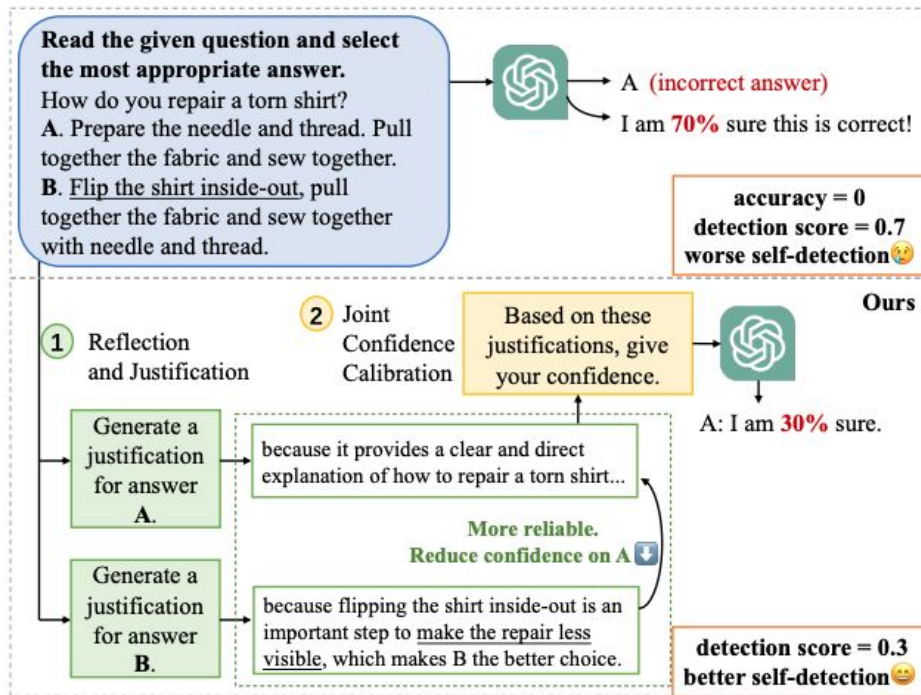 Read the given question and select
the most appropriate answer.
How do you repair a torn shirt?
A. Prepare the needle and thread. Pull
together the fabric and sew together.
B. Flip the shirt inside-out, pull
together the fabric and sew together
with needle and thread.
A (incorrect answer)
I am 70% sure this is correct!
accuracy = 0
detection score = 0.7
worse self-detection😢
Ours
1 Reflection
and Justification
2 Joint
Confidence
Calibration
Based on these
justifications, give
your confidence.
A: I am 30% sure.
Generate a
justification
for answer
A.
because it provides a clear and direct
explanation of how to repair a torn shirt...
More reliable.
Reduce confidence on A ⬇️
Generate a
justification
for answer
B.
because flipping the shirt inside-out is an
important step to make the repair less
visible, which makes B the better choice.
detection score = 0.3
better self-detection😄